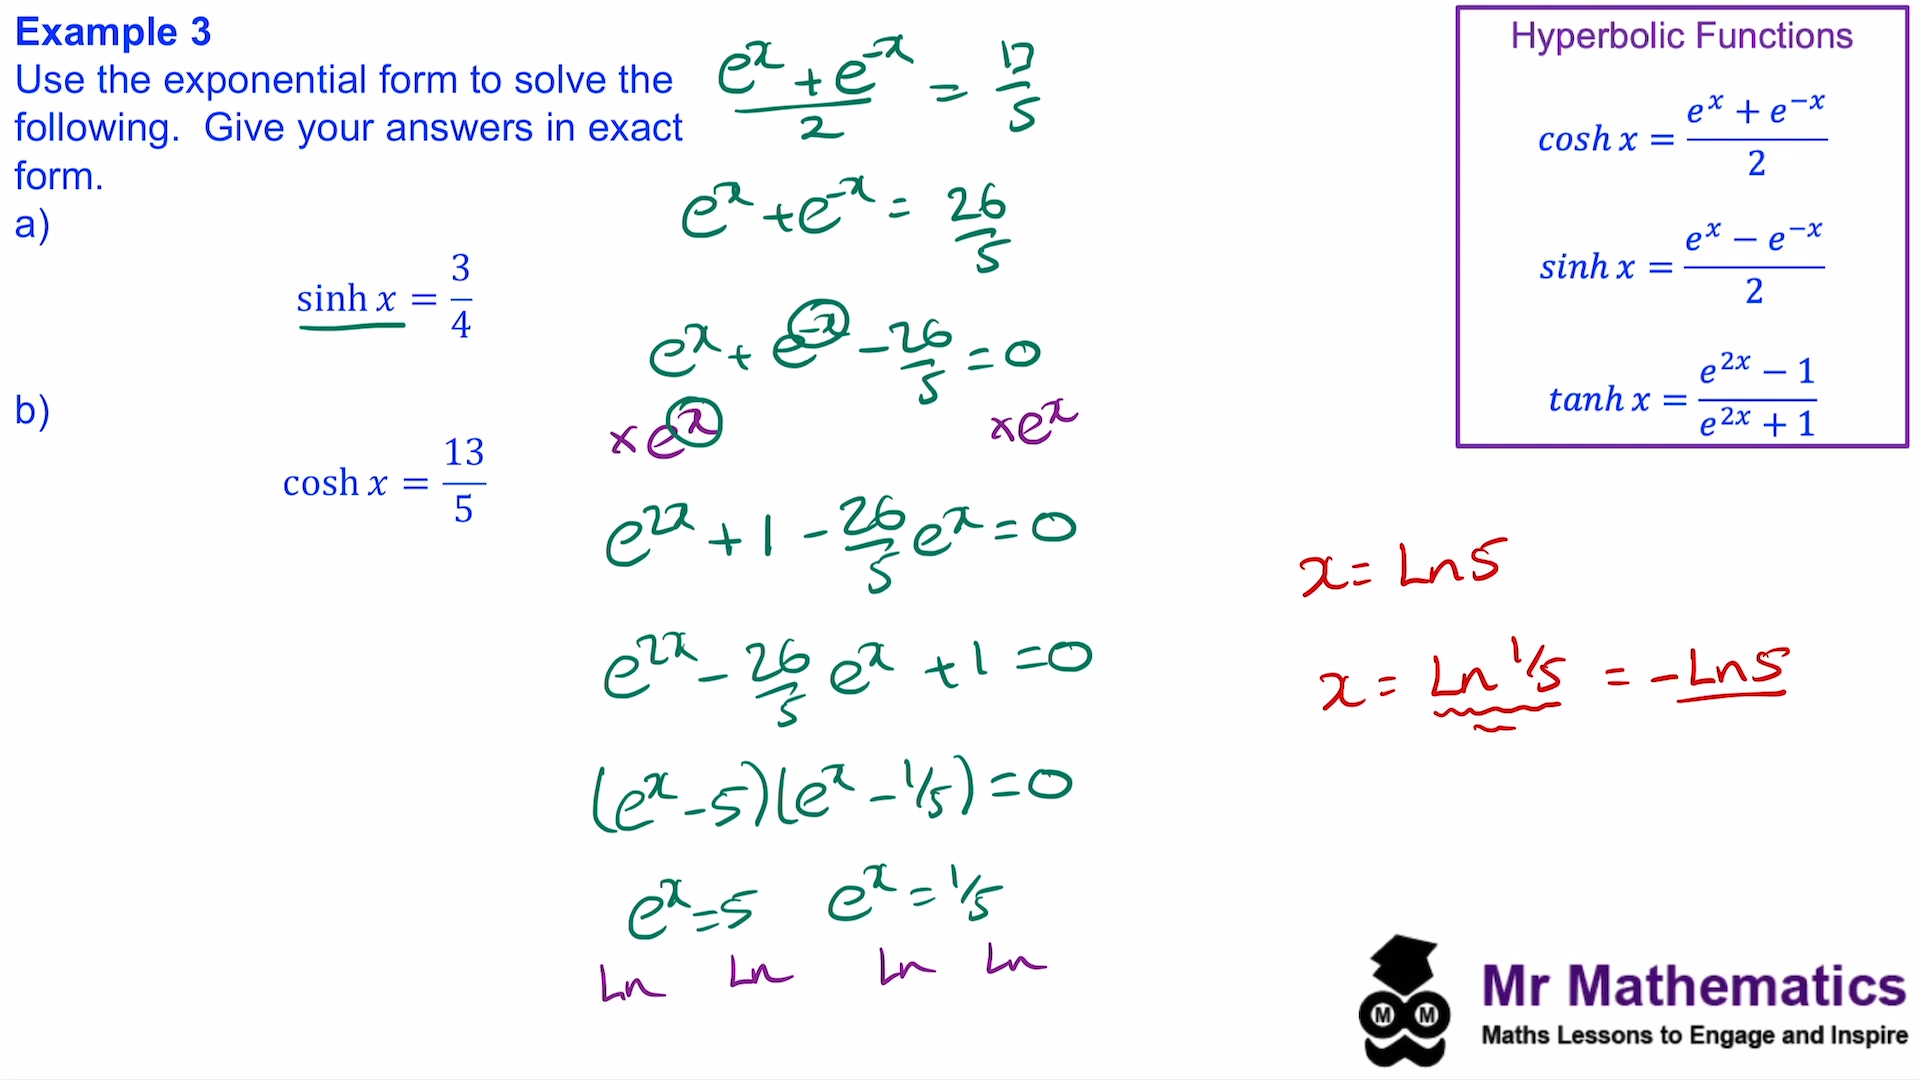 Example 3
Use the exponential form to solve the
following. Give your answers in exact
form.
a)
sinh x = 3/4
b)
cosh x = 13/5
(e^x + e^-x)/2 = 13/5
e^x + e^-x = 26/5
e^x + e^-x - 26/5 = 0
×e^x ×e^x
e^2x + 1 - 26/5 e^x = 0
e^2x - 26/5 e^x + 1 = 0
(e^x - 5)(e^x - 1/5) = 0
e^x = 5 e^x = 1/5
Ln Ln Ln Ln
Hyperbolic Functions
cosh x = (e^x + e^−x)/2
sinh x = (e^x − e^−x)/2
tanh x = (e^2x − 1)/(e^2x + 1)
x = Ln5
x = Ln 1/5 = -Ln5
M M
Mr Mathematics
Maths Lessons to Engage and Inspire